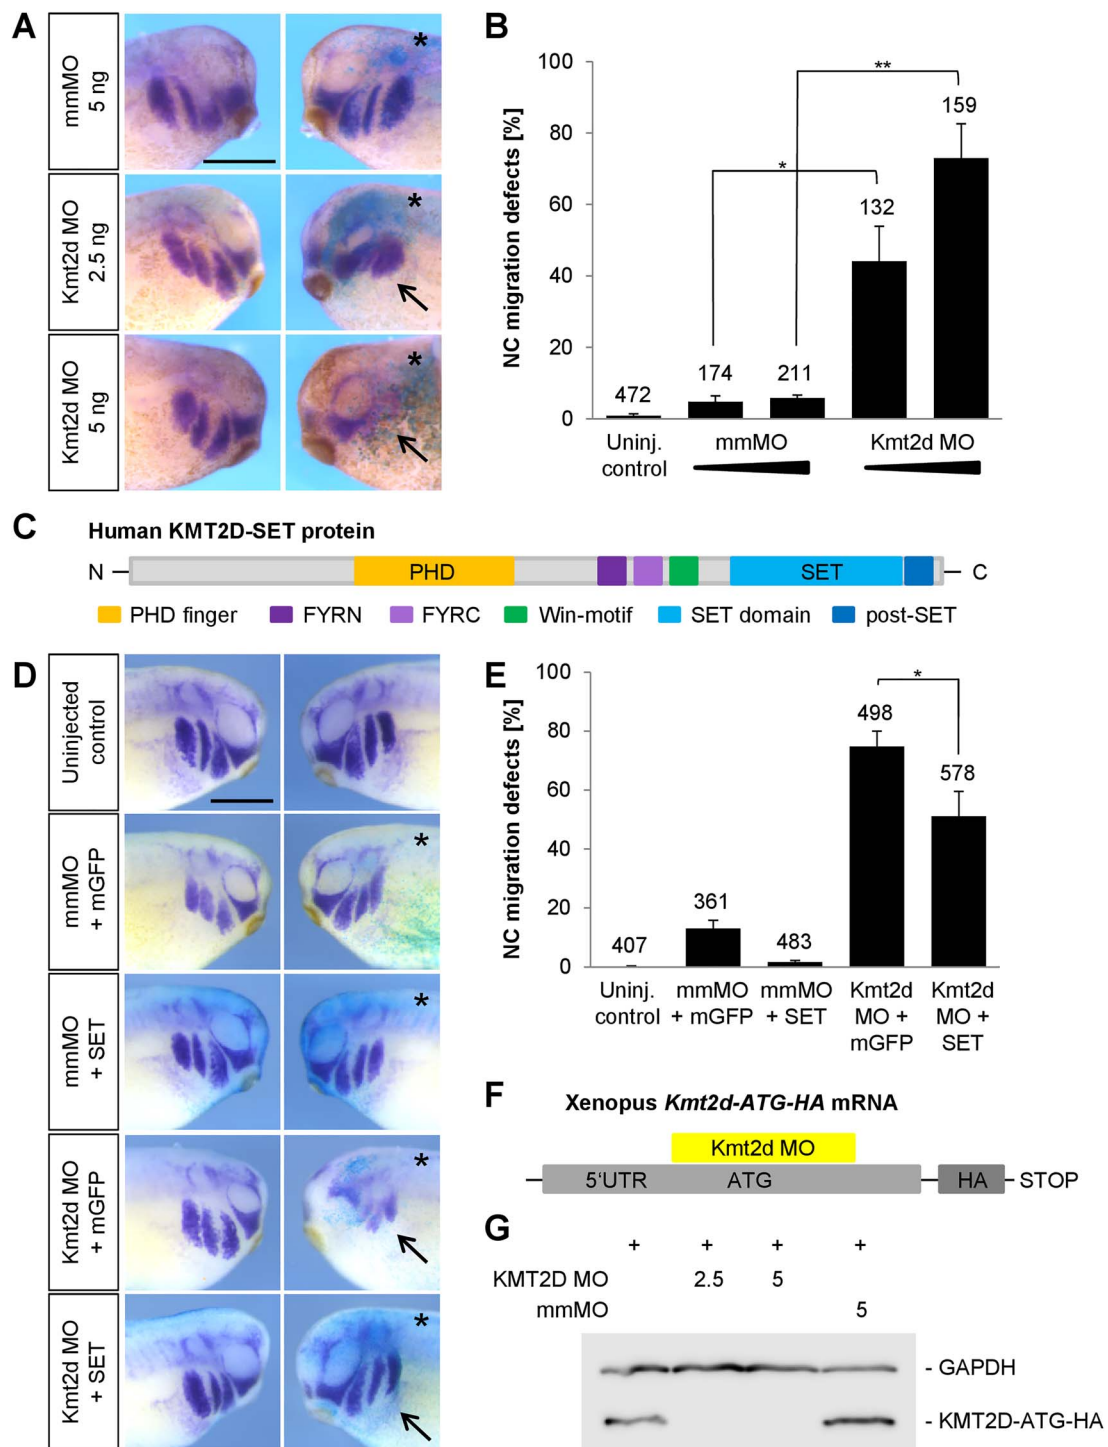 A
mmMO
5 ng
*
Kmt2d MO
2.5 ng
*
Kmt2d MO
5 ng
*
B
NC migration defects [%]
100
80
60
40
20
0
472
174
211
132
159
*
**
Uninj.
control
mmMO
Kmt2d MO
C
Human KMT2D-SET protein
N
PHD
SET
C
PHD finger
FYRN
FYRC
Win-motif
SET domain
post-SET
D
Uninjected
control
mmMO
+ mGFP
*
mmMO
+ SET
*
Kmt2d MO
+ mGFP
*
Kmt2d MO
+ SET
*
E
NC migration defects [%]
100
80
60
40
20
0
407
361
483
498
578
*
Uninj.
control
mmMO
+ mGFP
mmMO
+ SET
Kmt2d
MO +
mGFP
Kmt2d
MO +
SET
F
Xenopus Kmt2d-ATG-HA mRNA
Kmt2d MO
5'UTR
ATG
HA
STOP
G
+ + + +
KMT2D MO 2.5 5
mmMO 5
- GAPDH
- KMT2D-ATG-HA